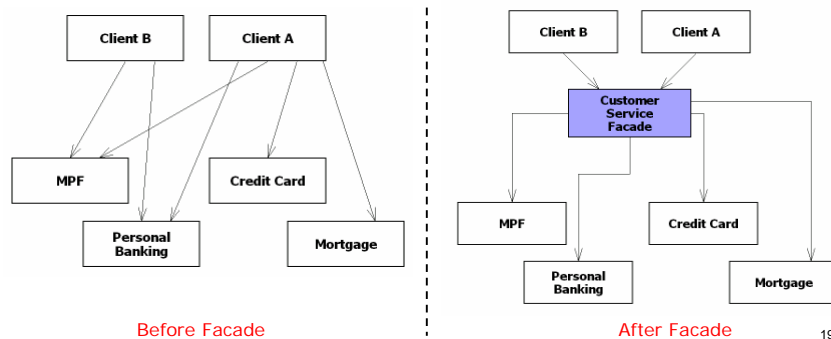 Client B
Client A
MPF
Credit Card
Personal
Banking
Mortgage
Before Facade
Client B
Client A
Customer
Service
Facade
MPF
Credit Card
Personal
Banking
Mortgage
After Facade
19